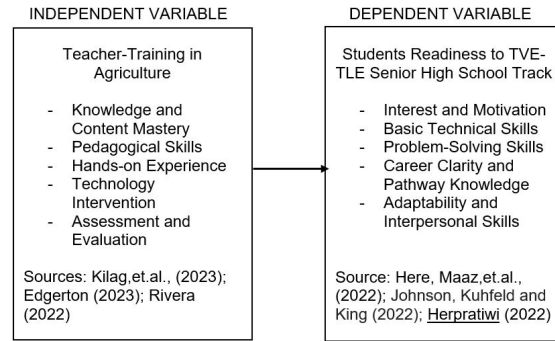 INDEPENDENT VARIABLE
Teacher-Training in
Agriculture
- Knowledge and
Content Mastery
- Pedagogical Skills
- Hands-on Experience
- Technology
Intervention
- Assessment and
Evaluation
Sources: Kilag,et.al., (2023);
Edgerton (2023); Rivera
(2022)
DEPENDENT VARIABLE
Students Readiness to TVE-
TLE Senior High School Track
- Interest and Motivation
- Basic Technical Skills
- Problem-Solving Skills
- Career Clarity and
Pathway Knowledge
- Adaptability and
Interpersonal Skills
Source: Here, Maaz,et.al.,
(2022); Johnson, Kuhfeld and
King (2022); Herpratiwi (2022)